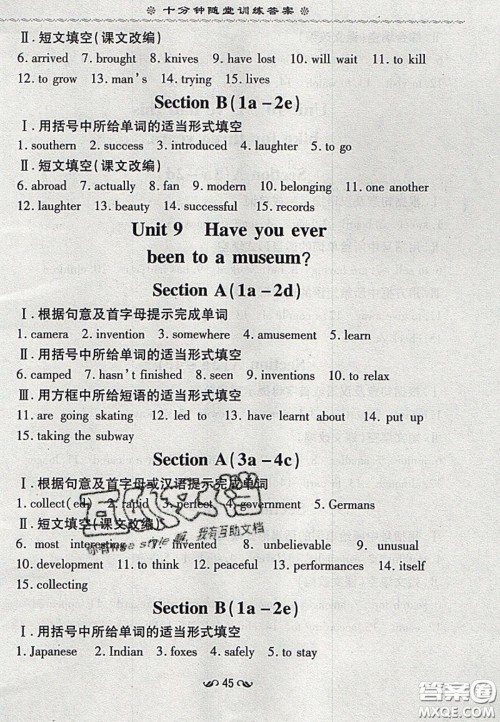 十分钟随堂训练答案
Ⅱ. 短文填空(课文改编)
6. arrived 7. brought 8. knives 9. into 10. have lost 11. will wait 11. to kill
12. to grow 13. man's 14. trying 15. lives
Section B(1a-2e)
Ⅰ. 用括号中所给单词的适当形式填空
1. southern 2. success 3. introduced 4. laughter 5. to go
Ⅱ. 短文填空(课文改编)
6. abroad 7. actually 8. fan 9. modern 10. belonging 11. one another
12. laughter 13. beauty 14. successful 15. records
Unit 9 Have you ever
been to a museum?
Section A(1a-2d)
Ⅰ. 根据句意及首字母提示完成单词
1. camera 2. invention 3. somewhere 4. amusement 5. learn
Ⅱ. 用括号中所给单词的适当形式填空
6. camped 7. hasn't finished 8. seen 9. inventions 10. to relax
Ⅲ. 用方框中所给短语的适当形式填空
11. are going skating 12. led to 13. have learnt about 14. put up
15. taking the subway
Section A(3a-4c)
Ⅰ. 根据句意及首字母或汉语提示完成单词
1. collect(ed) 2. rapid 3. perfect 4. government 5. Germans
Ⅱ. 短文填空(课文改编)
6. most interesting 7. invented 8. unbelievable 9. unusual
10. development 11. to think 12. peaceful 13. performances 14. itself
15. collecting
Section B(1a-2e)
Ⅰ. 用括号中所给单词的适当形式填空
1. Japanese 2. Indian 3. foxes 4. safely 5. to stay
45
答案圈
MXQE.COM